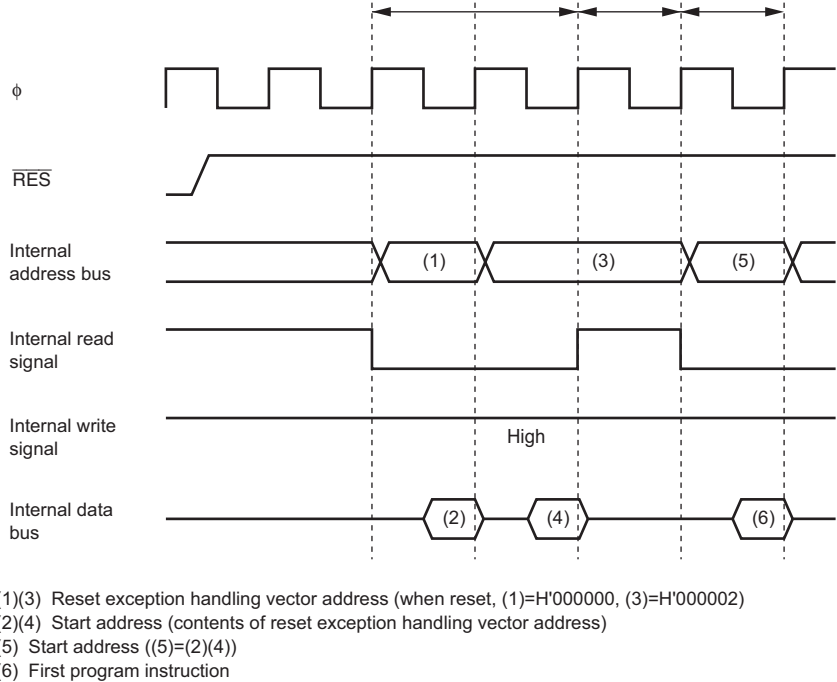 ϕ
RES
Internal
address bus
(1)
(3)
(5)
Internal read
signal
Internal write
signal
High
Internal data
bus
(2)
(4)
(6)
1)(3) Reset exception handling vector address (when reset, (1)=H'000000, (3)=H'000002)
2)(4) Start address (contents of reset exception handling vector address)
5) Start address ((5)=(2)(4))
6) First program instruction